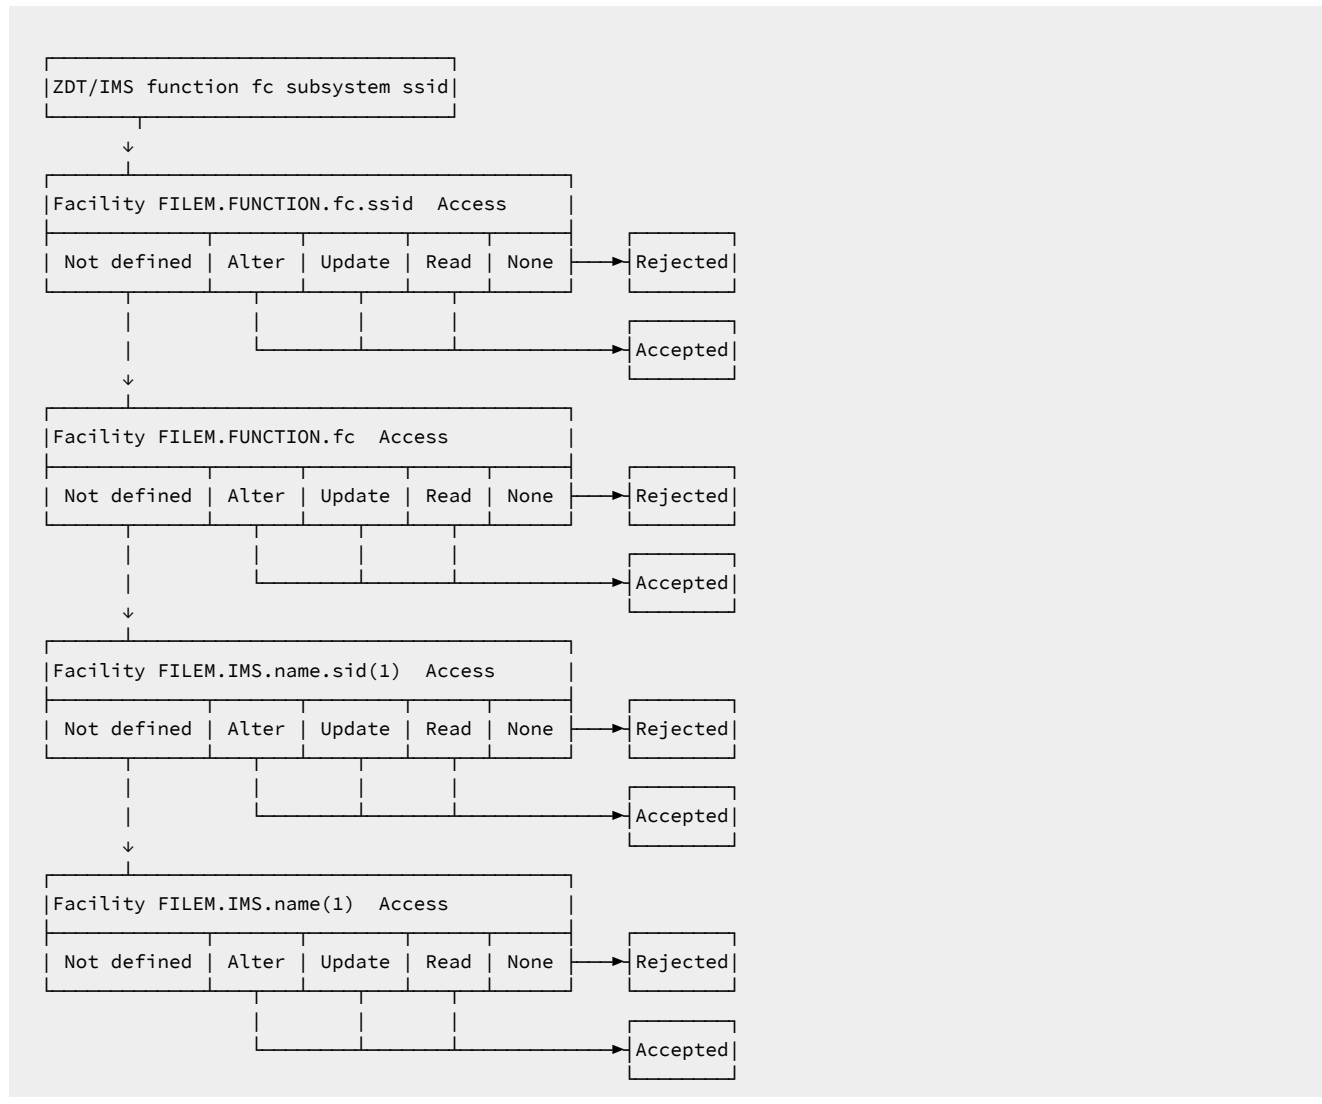 ZDT/IMS function fc subsystem ssid
Facility FILEM.FUNCTION.fc.ssid Access
Not defined Alter Update Read None Rejected
Accepted
Facility FILEM.FUNCTION.fc Access
Not defined Alter Update Read None Rejected
Accepted
Facility FILEM.IMS.name.sid(1) Access
Not defined Alter Update Read None Rejected
Accepted
Facility FILEM.IMS.name(1) Access
Not defined Alter Update Read None Rejected
Accepted